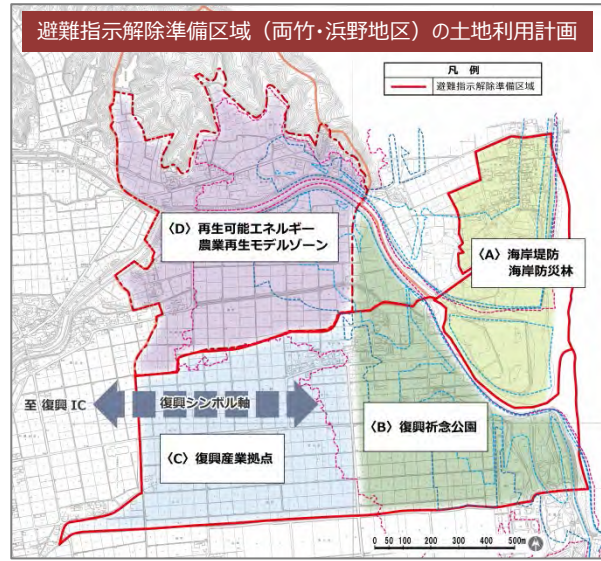 避難指示解除準備区域（両竹・浜野地区）の土地利用計画
凡 例
避難指示解除準備区域
〈D〉再生可能エネルギー
農業再生モデルゾーン
〈A〉海岸堤防
海岸防災林
至 復興 IC
復興シンボル軸
〈B〉復興祈念公園
〈C〉復興産業拠点
0 50 100 200 300 400 500m